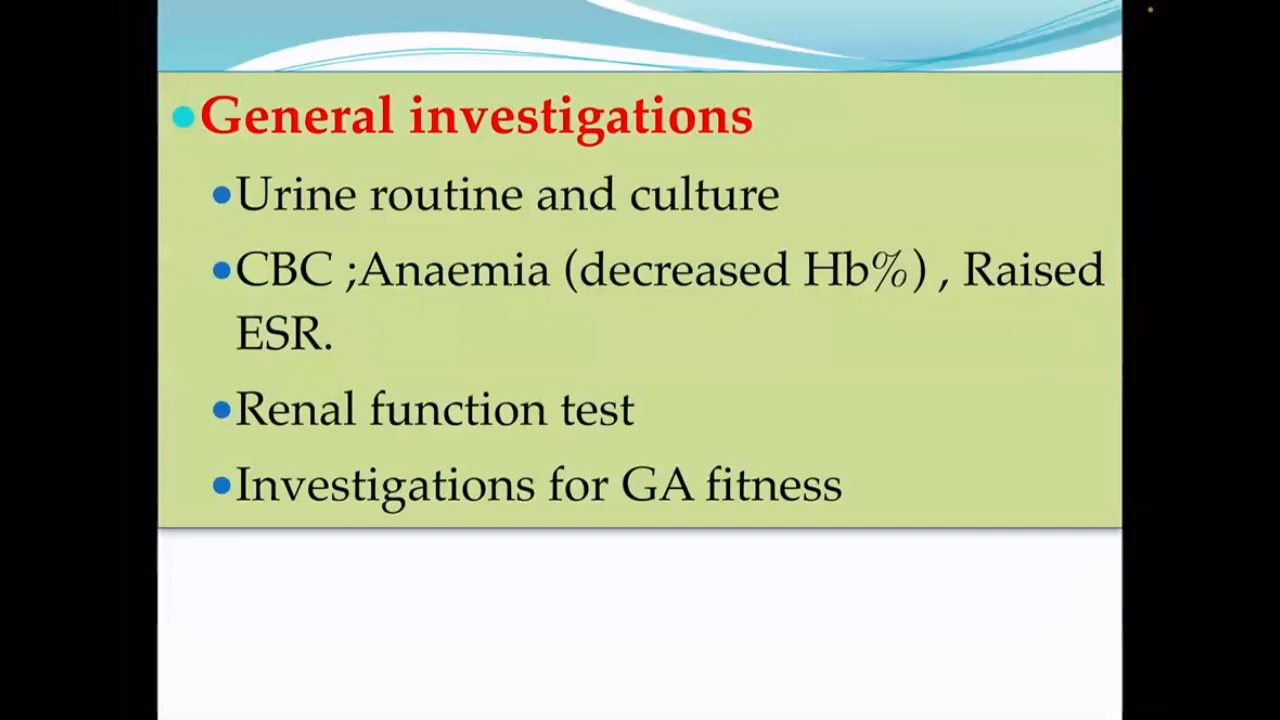 •General investigations
•Urine routine and culture
•CBC ;Anaemia (decreased Hb%) , Raised
ESR.
•Renal function test
•Investigations for GA fitness